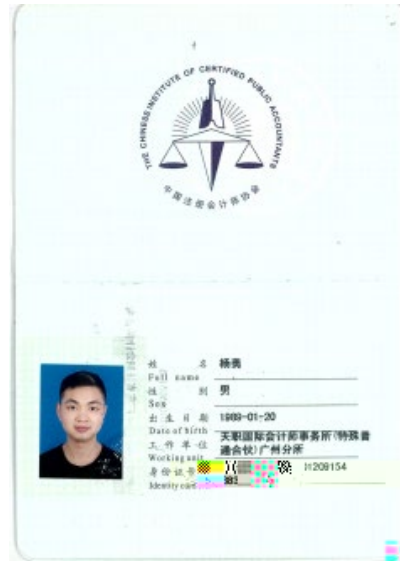 THE CHINESE INSTITUTE OF CERTIFIED PUBLIC ACCOUNTANTS
中国注册会计师协会
姓 名 杨勇
Full name
性 别 男
Sex
出 生 日 期 1989-01-20
Date of birth
工 作 单 位 天职国际会计师事务所(特殊普
通合伙)广州分所
Working unit
身份证号
Identity card